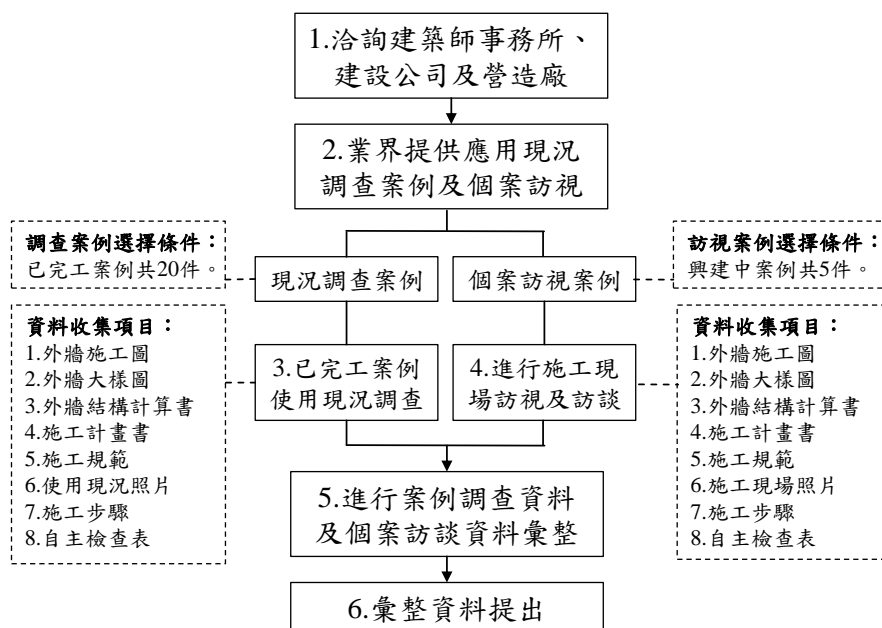 1.洽詢建築師事務所、
建設公司及營造廠
2.業界提供應用現況
調查案例及個案訪視
調查案例選擇條件：
已完工案例共20件。
現況調查案例
個案訪視案例
訪視案例選擇條件：
興建中案例共5件。
資料收集項目：
1.外牆施工圖
2.外牆大樣圖
3.外牆結構計算書
4.施工計畫書
5.施工規範
6.使用現況照片
7.施工步驟
8.自主檢查表
3.已完工案例
使用現況調查
4.進行施工現
場訪視及訪談
資料收集項目：
1.外牆施工圖
2.外牆大樣圖
3.外牆結構計算書
4.施工計畫書
5.施工規範
6.施工現場照片
7.施工步驟
8.自主檢查表
5.進行案例調查資料
及個案訪談資料彙整
6.彙整資料提出